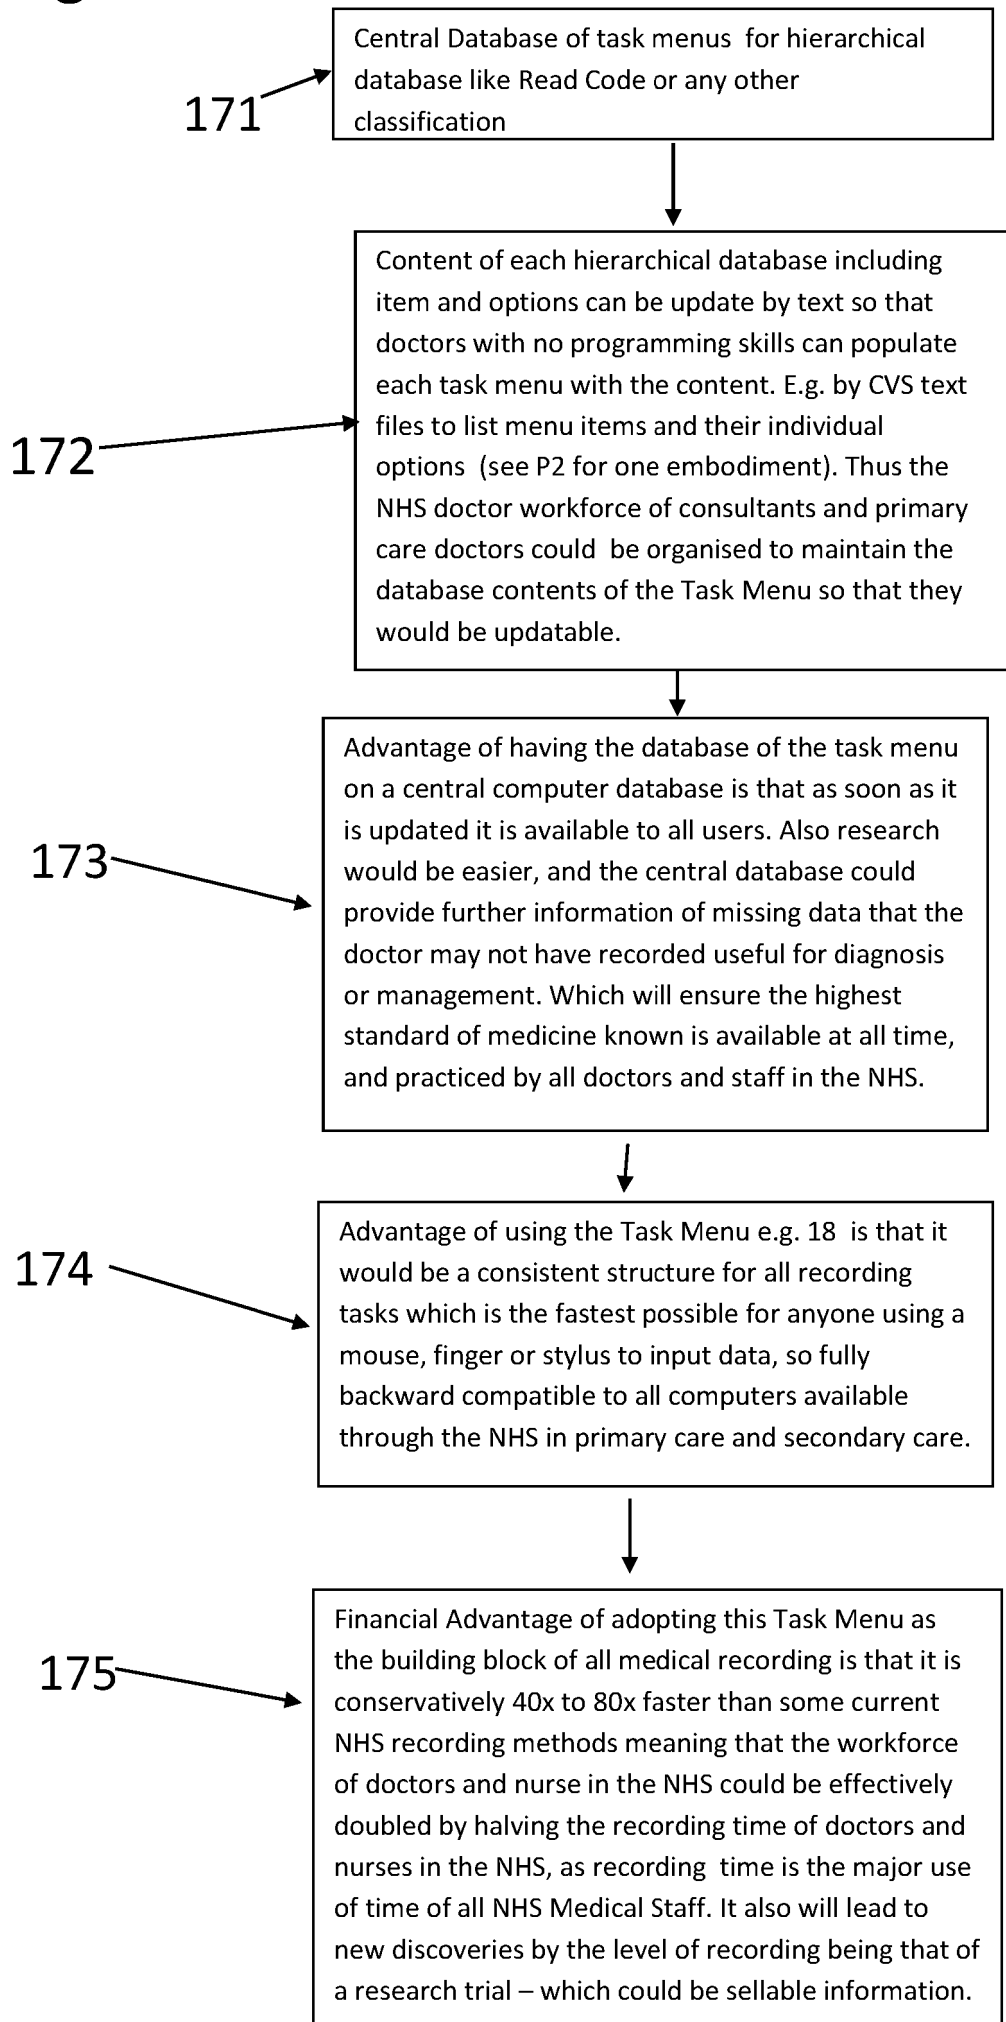 Central Database of task menus for hierarchical
database like Read Code or any other
classification
171
Content of each hierarchical database including
item and options can be update by text so that
doctors with no programming skills can populate
each task menu with the content. E.g. by CVS text
files to list menu items and their individual
options (see P2 for one embodiment). Thus the
NHS doctor workforce of consultants and primary
care doctors could be organised to maintain the
database contents of the Task Menu so that they
would be updatable.
172
Advantage of having the database of the task menu
on a central computer database is that as soon as it
is updated it is available to all users. Also research
would be easier, and the central database could
provide further information of missing data that the
doctor may not have recorded useful for diagnosis
or management. Which will ensure the highest
standard of medicine known is available at all time,
and practiced by all doctors and staff in the NHS.
173
Advantage of using the Task Menu e.g. 18 is that it
would be a consistent structure for all recording
tasks which is the fastest possible for anyone using a
mouse, finger or stylus to input data, so fully
backward compatible to all computers available
through the NHS in primary care and secondary care.
174
Financial Advantage of adopting this Task Menu as
the building block of all medical recording is that it is
conservatively 40x to 80x faster than some current
NHS recording methods meaning that the workforce
of doctors and nurse in the NHS could be effectively
doubled by halving the recording time of doctors and
nurses in the NHS, as recording time is the major use
of time of all NHS Medical Staff. It also will lead to
new discoveries by the level of recording being that of
a research trial – which could be sellable information.
175